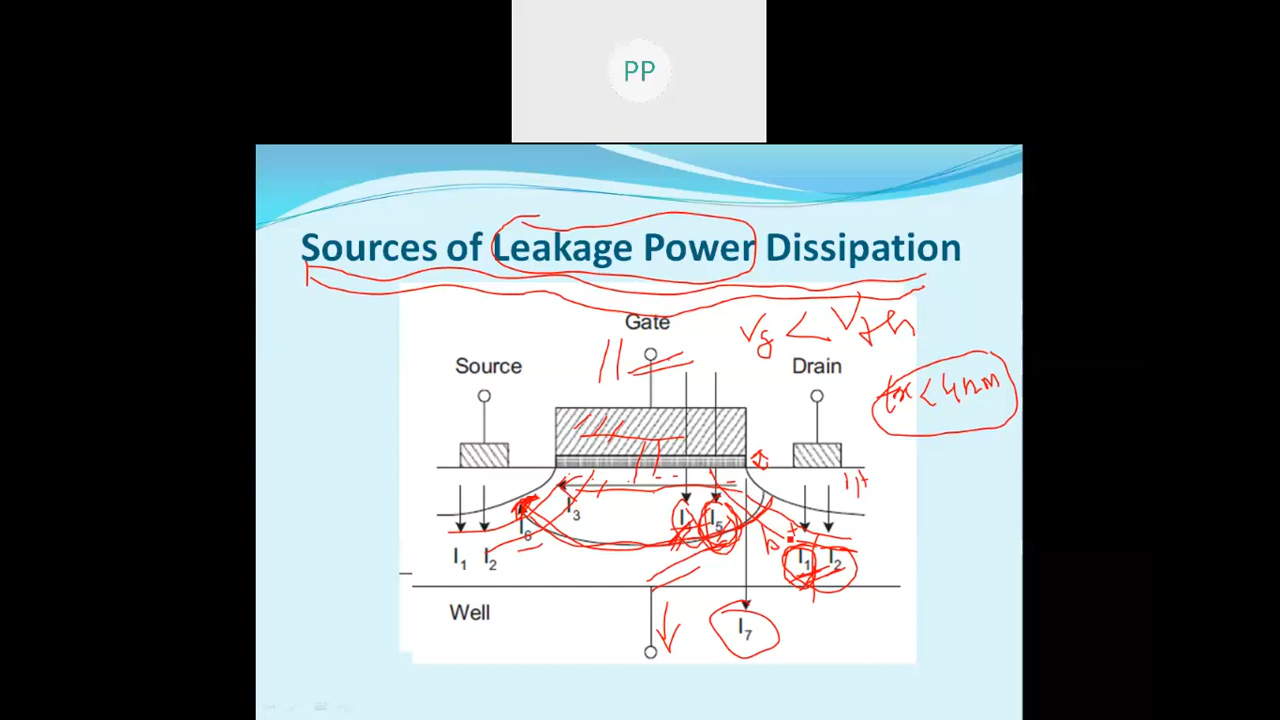 PP
Sources of Leakage Power Dissipation
Gate
Vg < Vth
Source
Drain
tox < 4nm
I3
I6
I4 I5
I1 I2
I1 I2
Well
I7